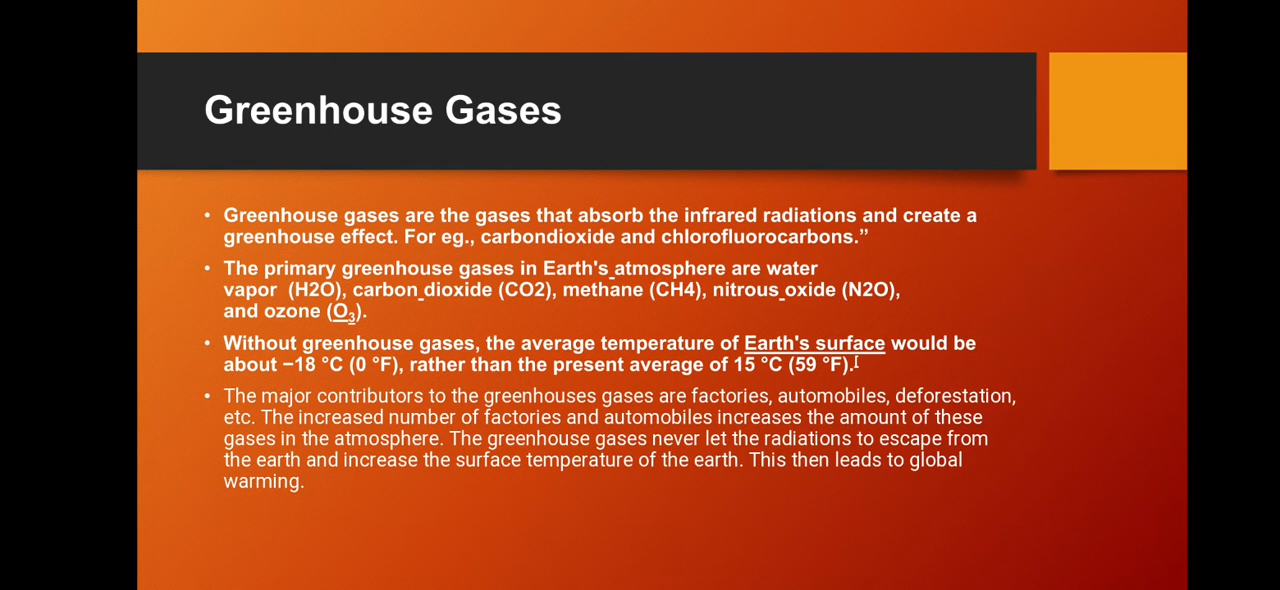 Greenhouse Gases
• Greenhouse gases are the gases that absorb the infrared radiations and create a
greenhouse effect. For eg., carbondioxide and chlorofluorocarbons.”
• The primary greenhouse gases in Earth's atmosphere are water
vapor  (H2O), carbon dioxide (CO2), methane (CH4), nitrous oxide (N2O),
and ozone (O₃).
• Without greenhouse gases, the average temperature of Earth's surface would be
about −18 °C (0 °F), rather than the present average of 15 °C (59 °F).[
• The major contributors to the greenhouses gases are factories, automobiles, deforestation,
etc. The increased number of factories and automobiles increases the amount of these
gases in the atmosphere. The greenhouse gases never let the radiations to escape from
the earth and increase the surface temperature of the earth. This then leads to global
warming.